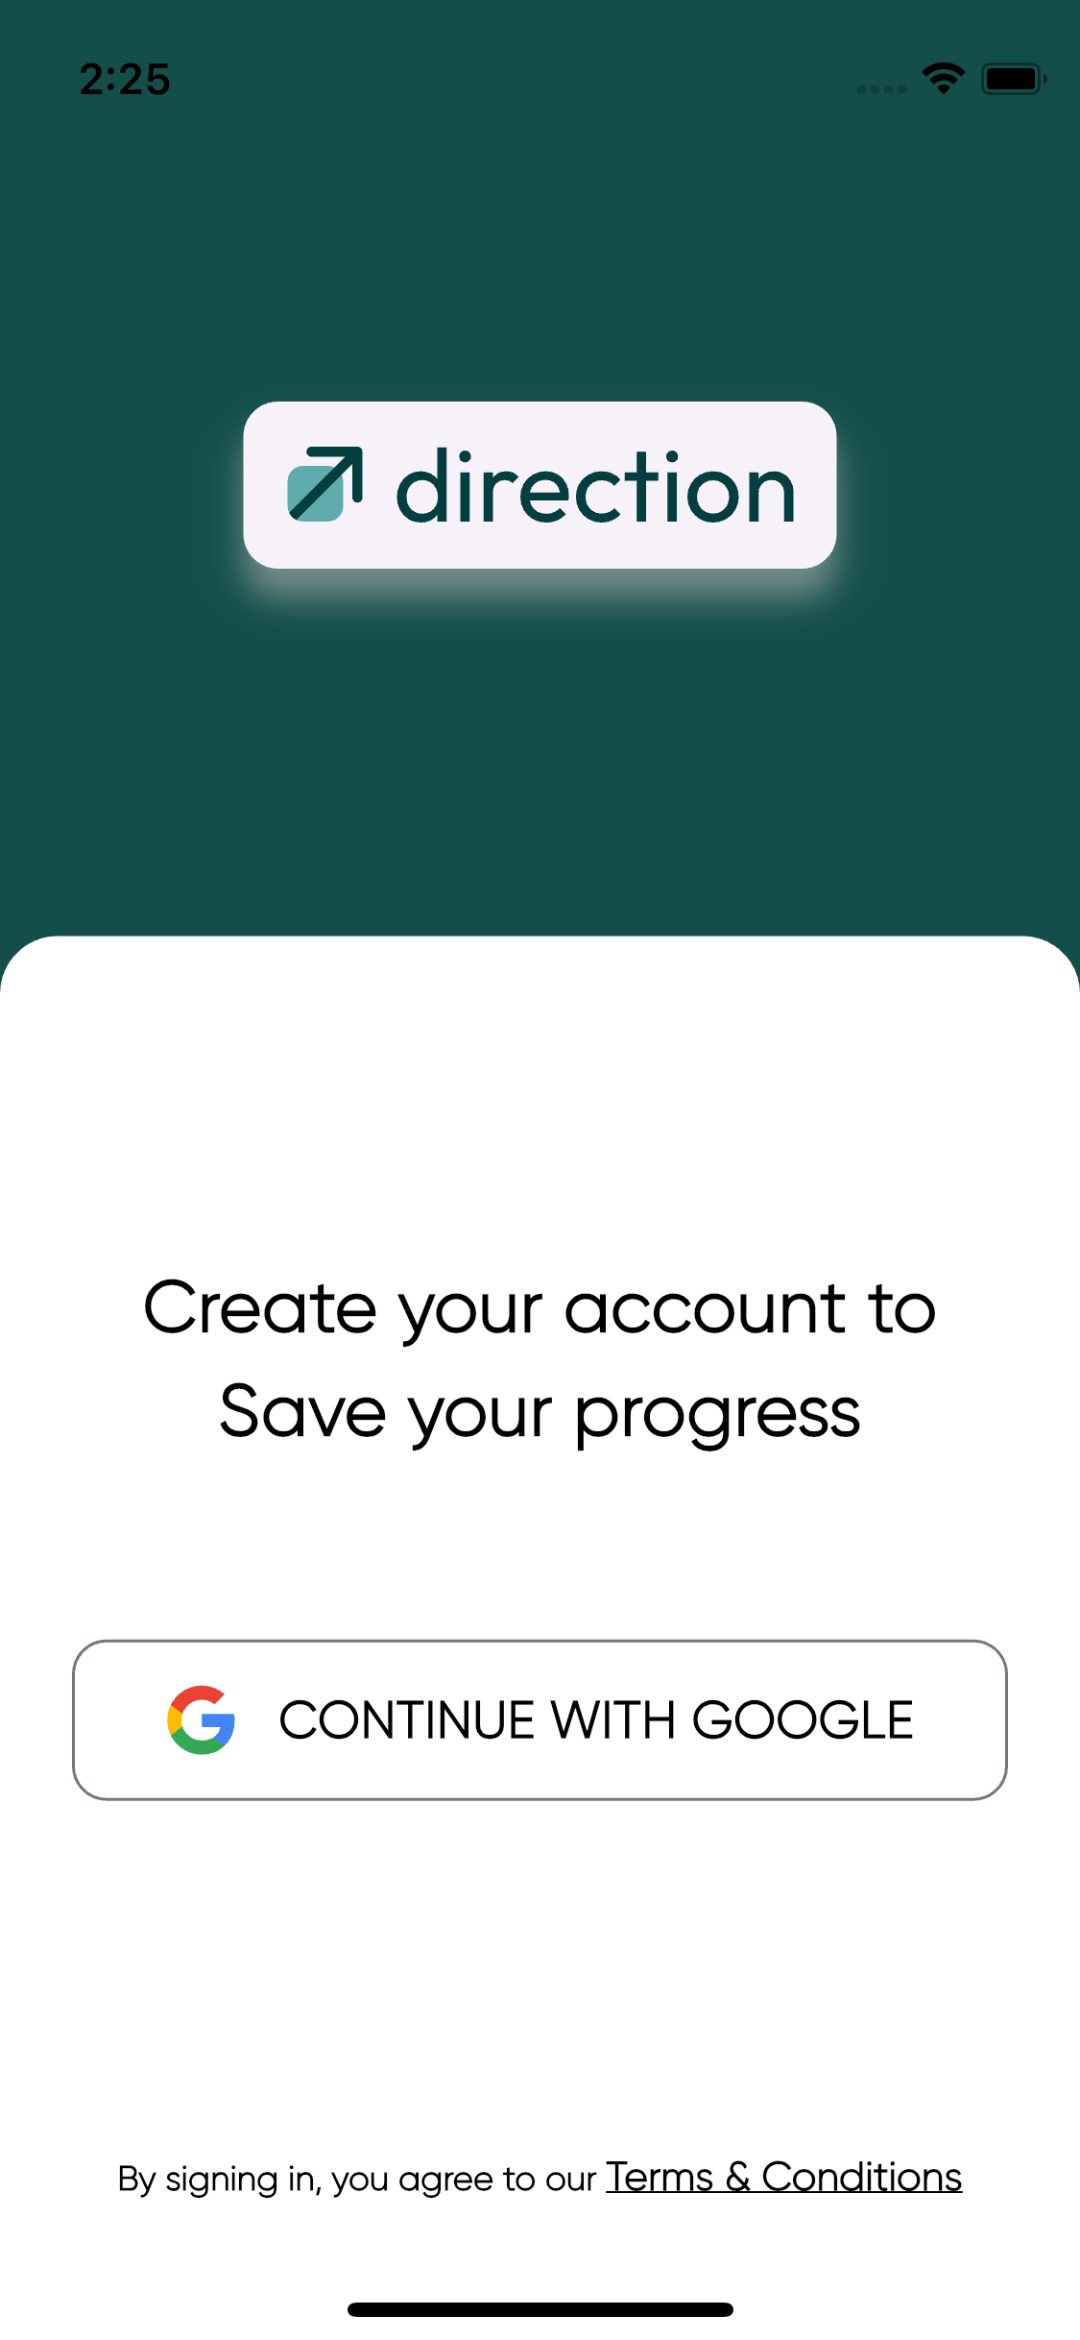 2:25
direction
Create your account to
Save your progress
CONTINUE WITH GOOGLE
By signing in, you agree to our Terms & Conditions